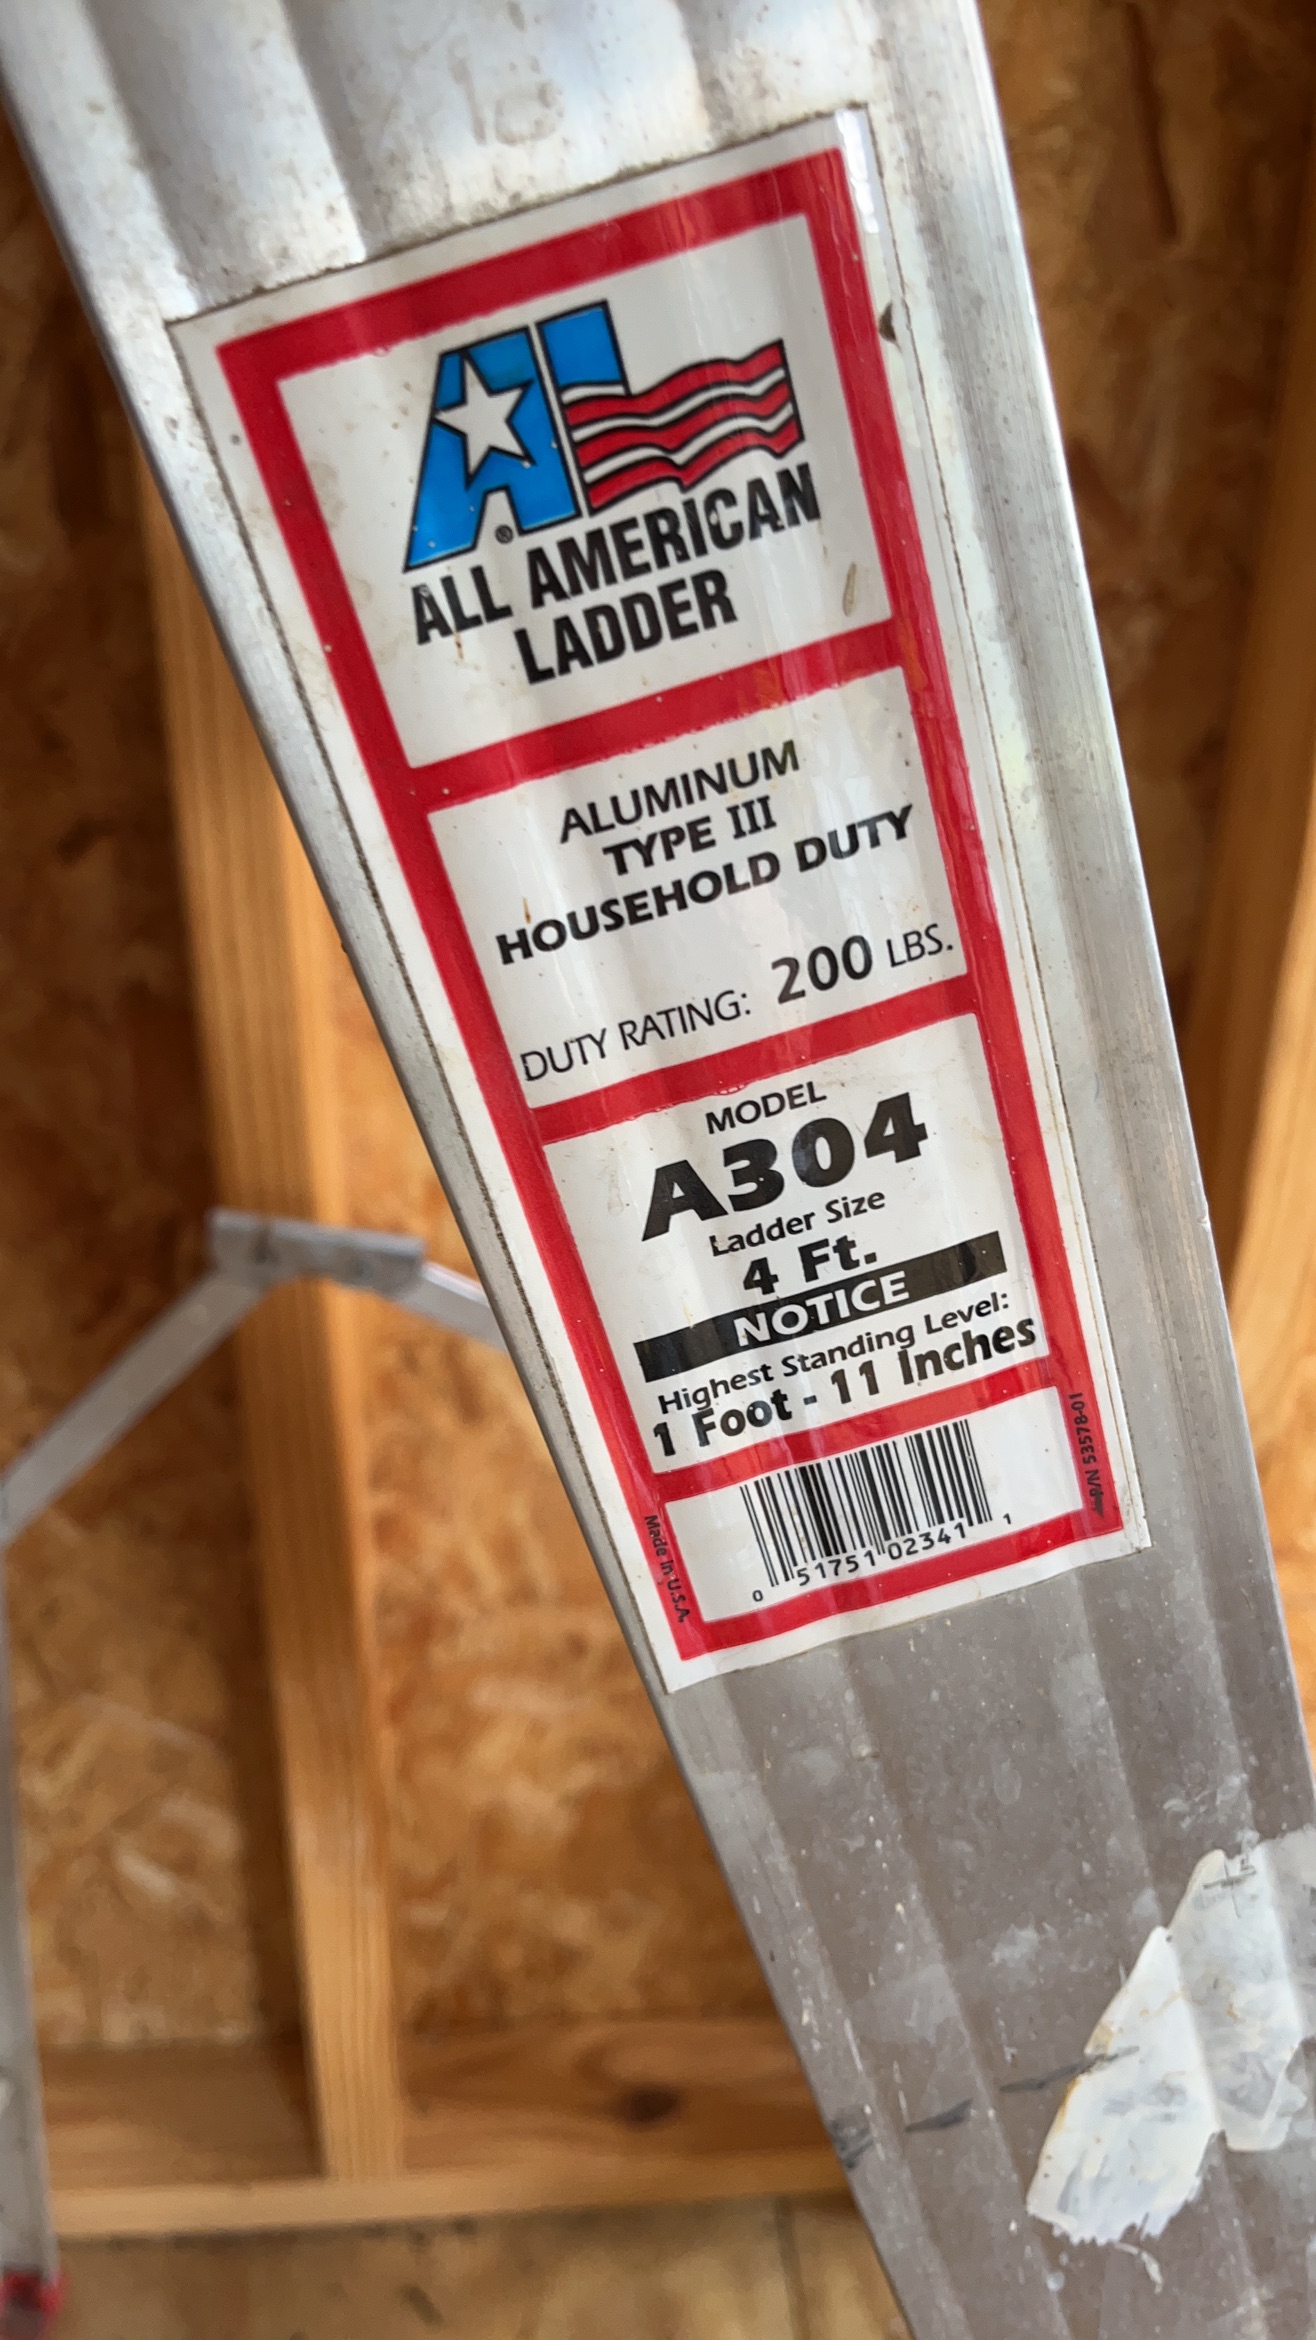 AL®
ALL AMERICAN
LADDER
ALUMINUM
TYPE III
HOUSEHOLD DUTY
DUTY RATING: 200 LBS.
MODEL
A304
Ladder Size
4 Ft.
NOTICE
Highest Standing Level:
1 Foot - 11 Inches
Made in U.S.A.
0 51751 02341 1
P/N 53578-01